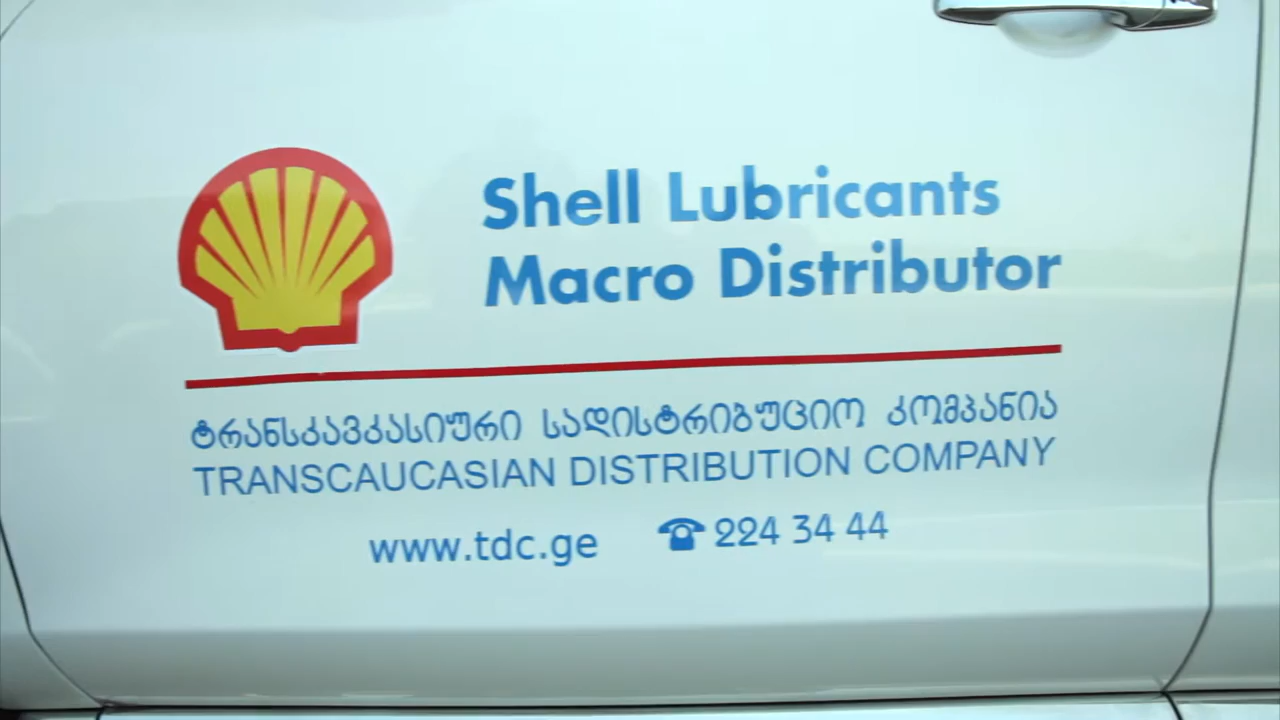 Shell Lubricants
Macro Distributor
ტრანსკავკასიური სადისტრიბუციო კომპანია
TRANSCAUCASIAN DISTRIBUTION COMPANY
www.tdc.ge ☎ 224 34 44